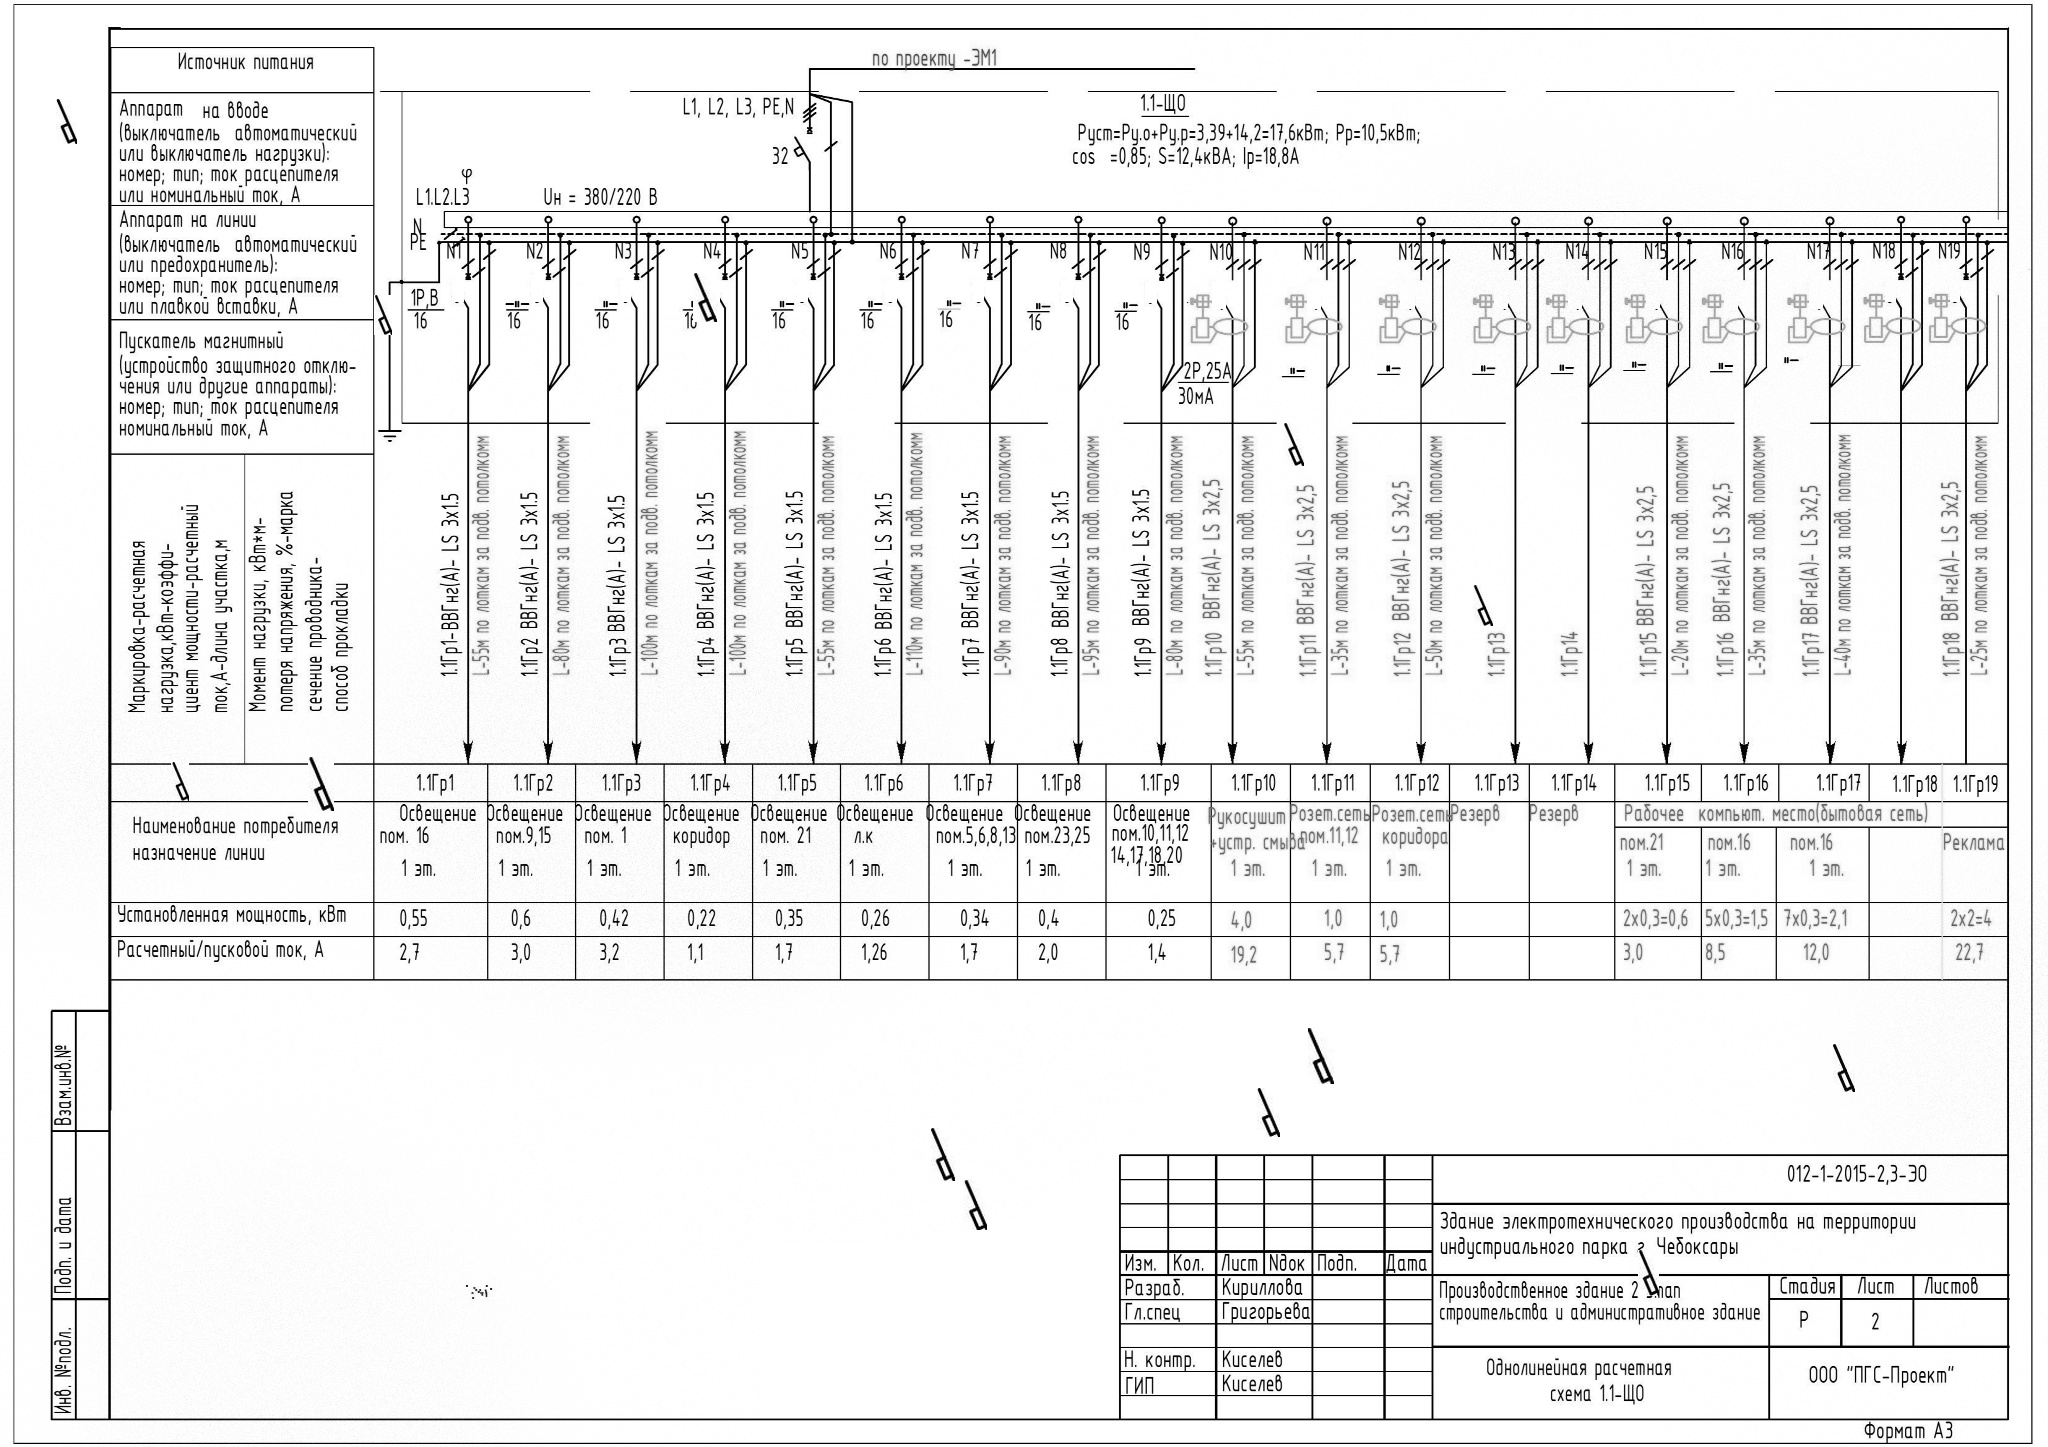 по проекту -ЭМ1
Источник питания
Аппарат на вводе
(выключатель автоматический
или выключатель нагрузки):
номер; тип; ток расцепителя
или номинальный ток, А
L1, L2, L3, PE,N
32
1.1-ЩО
Руст=Ру.о+Ру.р=3,39+14,2=17,6кВт; Рр=10,5кВт;
cos =0,85; S=12,4кВА; Iр=18,8А
φ
L1.L2.L3
Uн = 380/220 В
N
PE
Аппарат на линии
(выключатель автоматический
или предохранитель):
номер; тип; ток расцепителя
или плавкой вставки, А
N1 N2 N3 N4 N5 N6 N7 N8 N9 N10 N11 N12 N13 N14 N15 N16 N17 N18 N19
1Р,В
16
-"-
16
-"-
16
16
-"-
16
-"-
16
-"-
16
-"-
16
-"-
16
2Р,25А
30мА
"- "- "- "- "- "-
Пускатель магнитный
(устройство защитного отклю-
чения или другие аппараты):
номер; тип; ток расцепителя
номинальный ток, А
Маркировка-расчетная
нагрузка,кВт-коэффи-
циент мощности-расчетный
ток,А-длина участка,м
Момент нагрузки, кВт*м-
потеря напряжения, %-марка
сечение проводника-
способ прокладки
1.1Гр1-ВВГнг(А)- LS 3х1.5
L-55м по лоткам за подв. потолкомм
1.1Гр2 ВВГнг(А)- LS 3х1.5
L-80м по лоткам за подв. потолкомм
1.1Гр3 ВВГнг(А)- LS 3х1.5
L-100м по лоткам за подв. потолкомм
1.1Гр4 ВВГнг(А)- LS 3х1.5
L-100м по лоткам за подв. потолкомм
1.1Гр5 ВВГнг(А)- LS 3х1.5
L-55м по лоткам за подв. потолкомм
1.1Гр6 ВВГнг(А)- LS 3х1.5
L-110м по лоткам за подв. потолкомм
1.1Гр7 ВВГнг(А)- LS 3х1.5
L-90м по лоткам за подв. потолкомм
1.1Гр8 ВВГнг(А)- LS 3х1.5
L-95м по лоткам за подв. потолкомм
1.1Гр9 ВВГнг(А)- LS 3х1.5
L-80м по лоткам за подв. потолкомм
1.1Гр10 ВВГнг(А)- LS 3х2,5
L-55м по лоткам за подв. потолкомм
1.1Гр11 ВВГнг(А)- LS 3х2,5
L-35м по лоткам за подв. потолкомм
1.1Гр12 ВВГнг(А)- LS 3х2,5
L-50м по лоткам за подв. потолкомм
1.1Гр13
1.1Гр14
1.1Гр15 ВВГнг(А)- LS 3х2,5
L-20м по лоткам за подв. потолкомм
1.1Гр16 ВВГнг(А)- LS 3х2,5
L-35м по лоткам за подв. потолкомм
1.1Гр17 ВВГнг(А)- LS 3х2,5
L-40м по лоткам за подв. потолкомм
1.1Гр18 ВВГнг(А)- LS 3х2,5
L-25м по лоткам за подв. потолкомм
1.1Гр1 1.1Гр2 1.1Гр3 1.1Гр4 1.1Гр5 1.1Гр6 1.1Гр7 1.1Гр8 1.1Гр9 1.1Гр10 1.1Гр11 1.1Гр12 1.1Гр13 1.1Гр14 1.1Гр15 1.1Гр16 1.1Гр17 1.1Гр18 1.1Гр19
Наименование потребителя
назначение линии
Освещение
пом. 16
1 эт.
Освещение
пом.9,15
1 эт.
Освещение
пом. 1
1 эт.
Освещение
коридор
1 эт.
Освещение
пом. 21
1 эт.
Освещение
л.к
1 эт.
Освещение
пом.5,6,8,13
1 эт.
Освещение
пом.23,25
1 эт.
Освещение
пом.10,11,12
14,17,18,20
1 эт.
Рукосушит
+устр. смыва
1 эт.
Розет.сеть
пом.11,12
1 эт.
Розет.сеть
коридора
1 эт.
Резерв
Резерв
Рабочее компьют. место(бытовая сеть)
пом.21
1 эт.
пом.16
1 эт.
пом.16
1 эт.
Реклама
Установленная мощность, кВт 0,55 0,6 0,42 0,22 0,35 0,26 0,34 0,4 0,25 4,0 1,0 1,0 2х0,3=0,6 5х0,3=1,5 7х0,3=2,1 2х2=4
Расчетный/пусковой ток, А 2,7 3,0 3,2 1,1 1,7 1,26 1,7 2,0 1,4 19,2 5,7 5,7 3,0 8,5 12,0 22,7
Взам.инв.№
Подп. и дата
Инв. №подл.
012-1-2015-2,3-ЭО
Здание электротехнического производства на территории
индустриального парка г Чебоксары
Изм. Кол. Лист Nдок Подп. Дата
Разраб. Кириллова
Гл.спец Григорьева
Н. контр. Киселев
ГИП Киселев
Производственное здание 2 этап
строительства и административное здание
Стадия Лист Листов
Р 2
Однолинейная расчетная
схема 1.1-ЩО
ООО "ПГС-Проект"
Формат А3